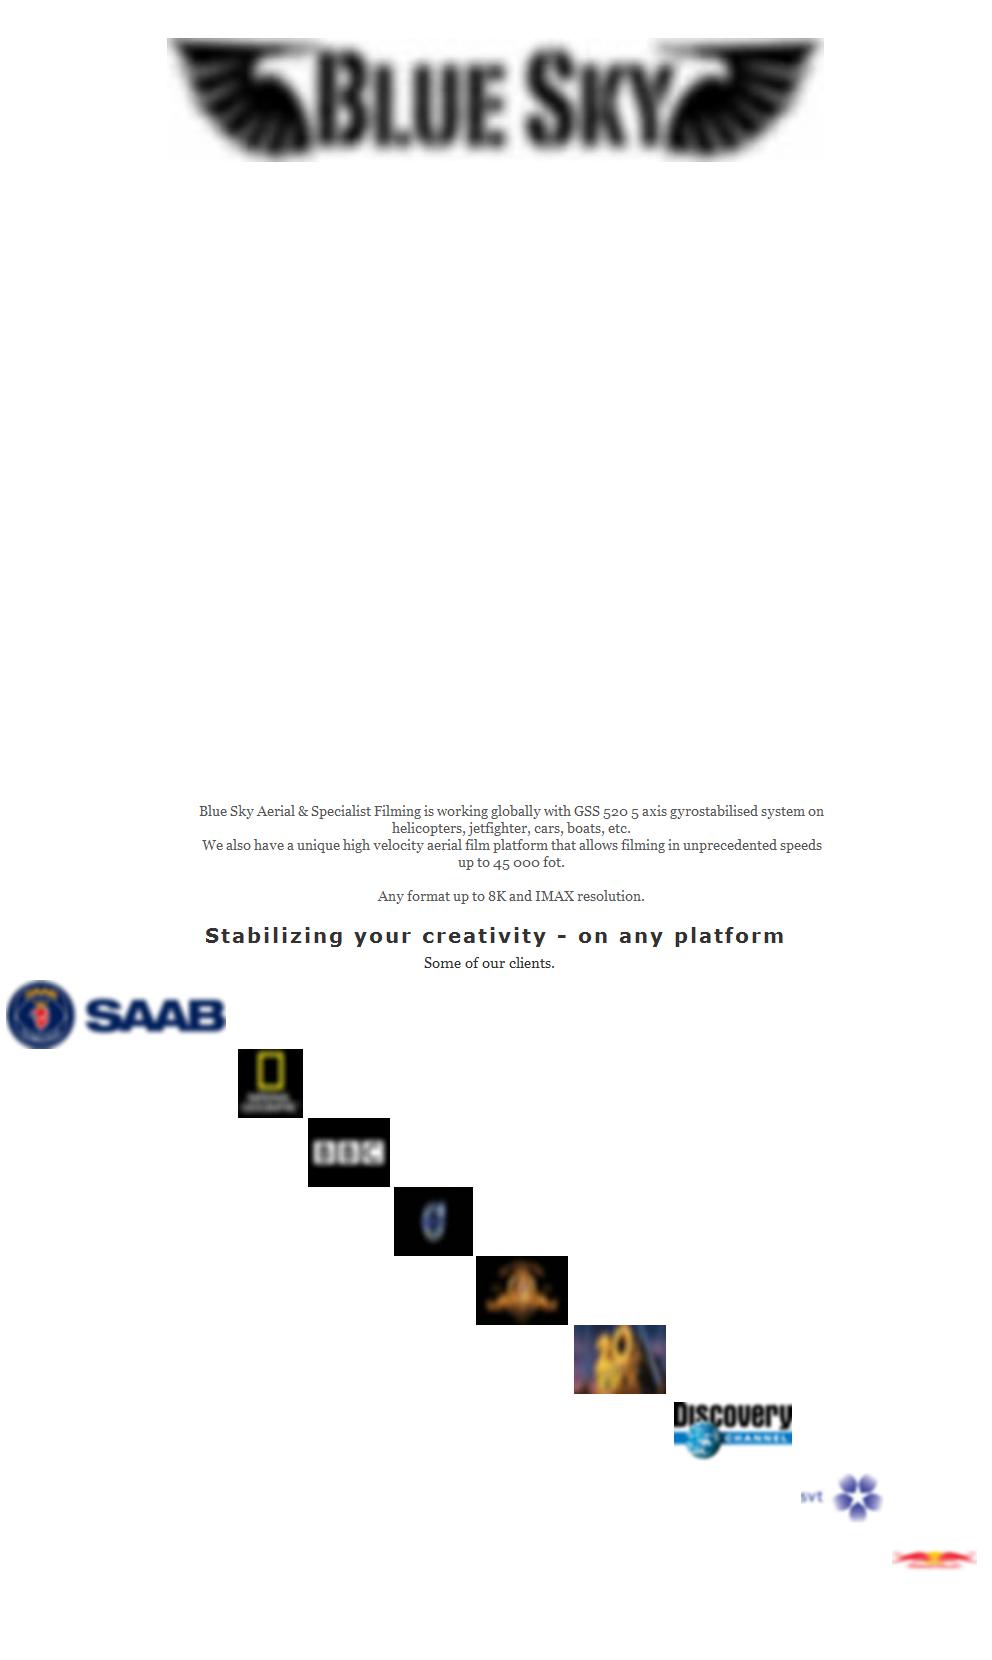 BLUE SKY
Blue Sky Aerial & Specialist Filming is working globally with GSS 520 5 axis gyrostabilised system on
helicopters, jetfighter, cars, boats, etc.
We also have a unique high velocity aerial film platform that allows filming in unprecedented speeds
up to 45 000 fot.
Any format up to 8K and IMAX resolution.
Stabilizing your creativity - on any platform
Some of our clients.
SAAB
BBC
20
Discovery
CHANNEL
svt